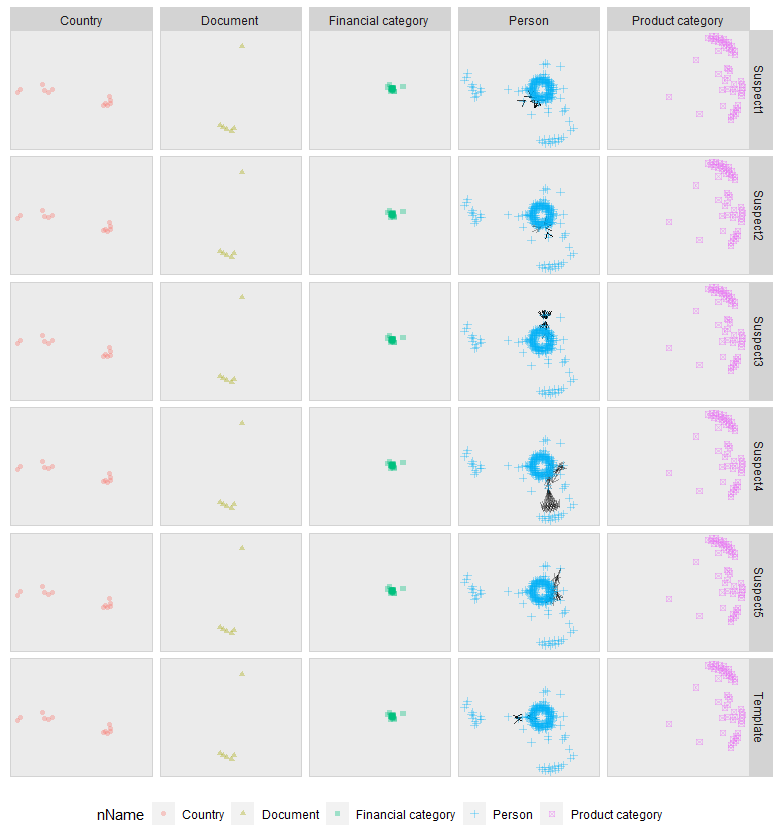 Country Document Financial category Person Product category
Suspect1
Suspect2
Suspect3
Suspect4
Suspect5
Template
nName Country Document Financial category Person Product category